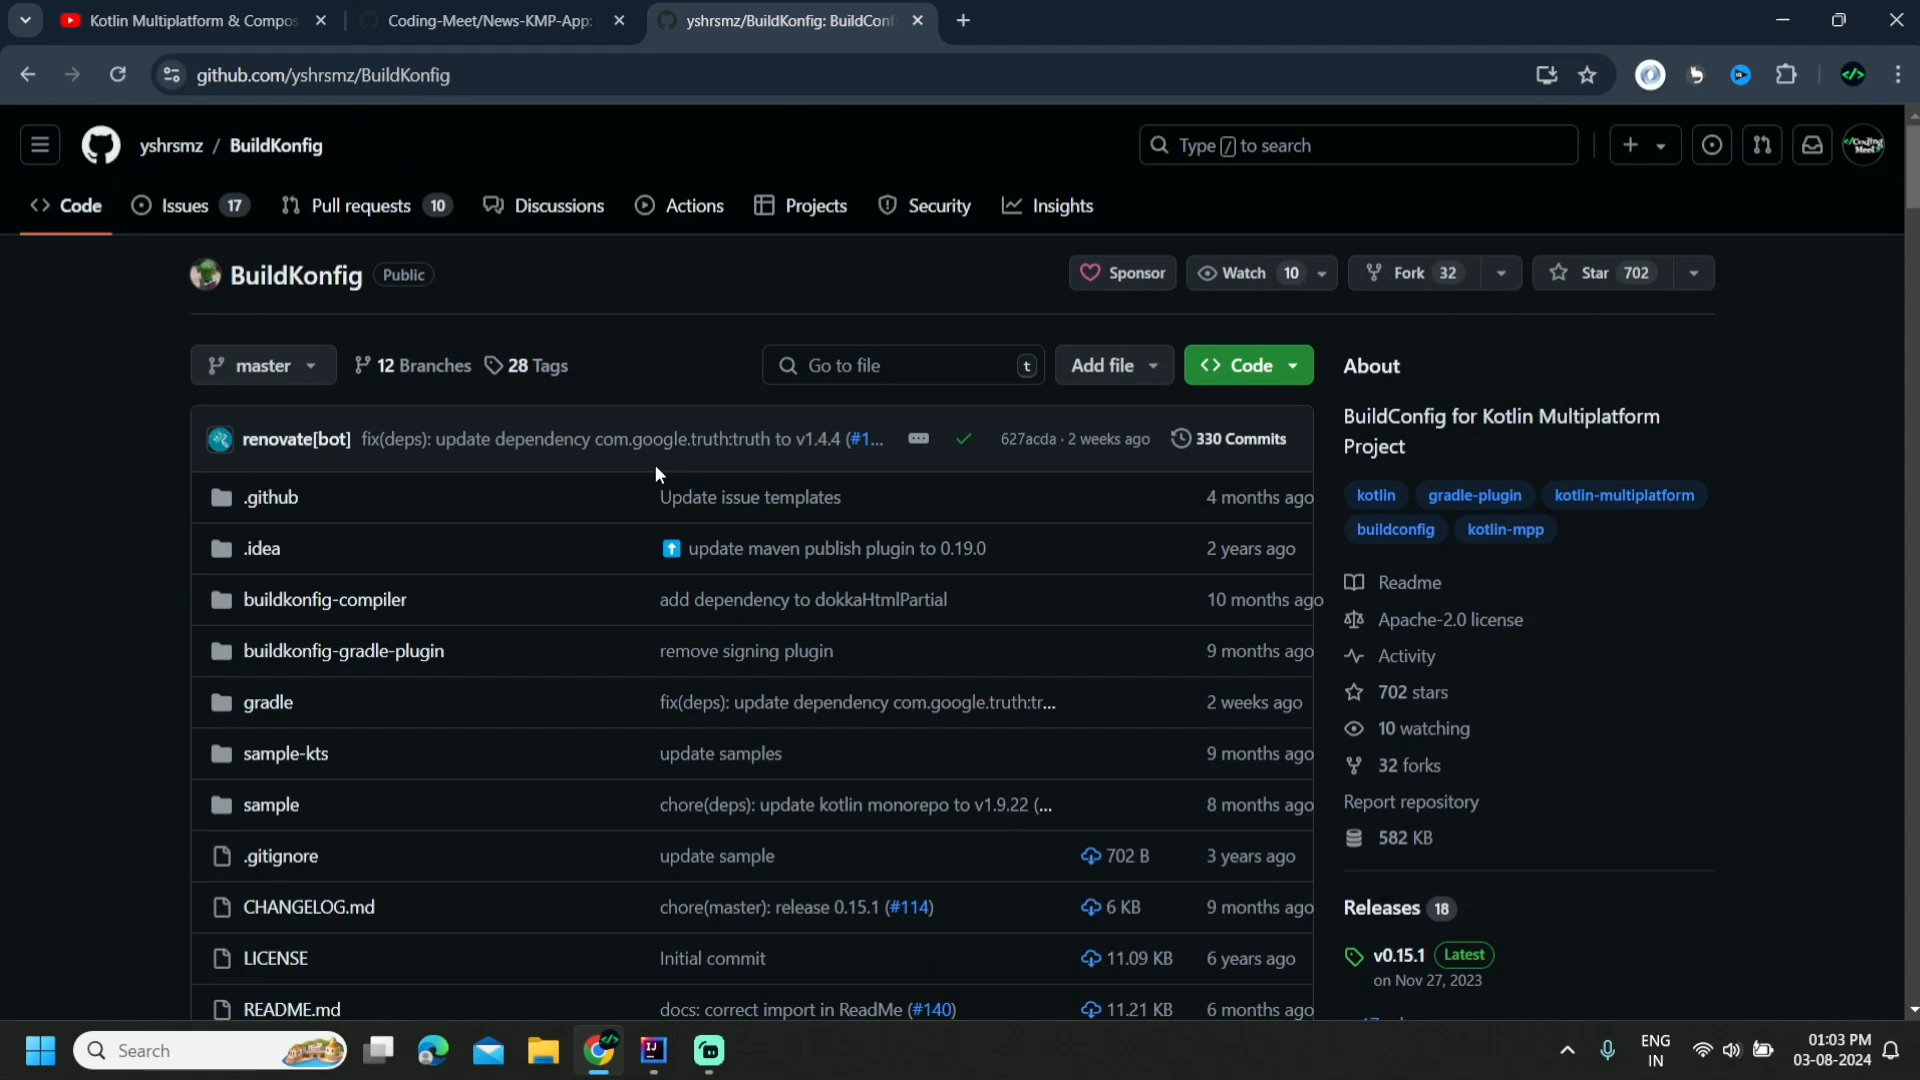 Kotlin Multiplatform & Compos
Coding-Meet/News-KMP-App:
yshrsmz/BuildKonfig: BuildConf
github.com/yshrsmz/BuildKonfig
yshrsmz / BuildKonfig
Type / to search
</Coding Meet>
Code
Issues 17
Pull requests 10
Discussions
Actions
Projects
Security
Insights
BuildKonfig Public
Sponsor
Watch 10
Fork 32
Star 702
master
12 Branches
28 Tags
Go to file t
Add file
Code
renovate[bot] fix(deps): update dependency com.google.truth:truth to v1.4.4 (#1... 627acda · 2 weeks ago 330 Commits
.github Update issue templates 4 months ago
.idea update maven publish plugin to 0.19.0 2 years ago
buildkonfig-compiler add dependency to dokkaHtmlPartial 10 months ago
buildkonfig-gradle-plugin remove signing plugin 9 months ago
gradle fix(deps): update dependency com.google.truth:tr... 2 weeks ago
sample-kts update samples 9 months ago
sample chore(deps): update kotlin monorepo to v1.9.22 (... 8 months ago
.gitignore update sample 702 B 3 years ago
CHANGELOG.md chore(master): release 0.15.1 (#114) 6 KB 9 months ago
LICENSE Initial commit 11.09 KB 6 years ago
README.md docs: correct import in ReadMe (#140) 11.21 KB 6 months ago
About
BuildConfig for Kotlin Multiplatform
Project
kotlin gradle-plugin kotlin-multiplatform
buildconfig kotlin-mpp
Readme
Apache-2.0 license
Activity
702 stars
10 watching
32 forks
Report repository
582 KB
Releases 18
v0.15.1 Latest
on Nov 27, 2023
Search
ENG
IN
01:03 PM
03-08-2024